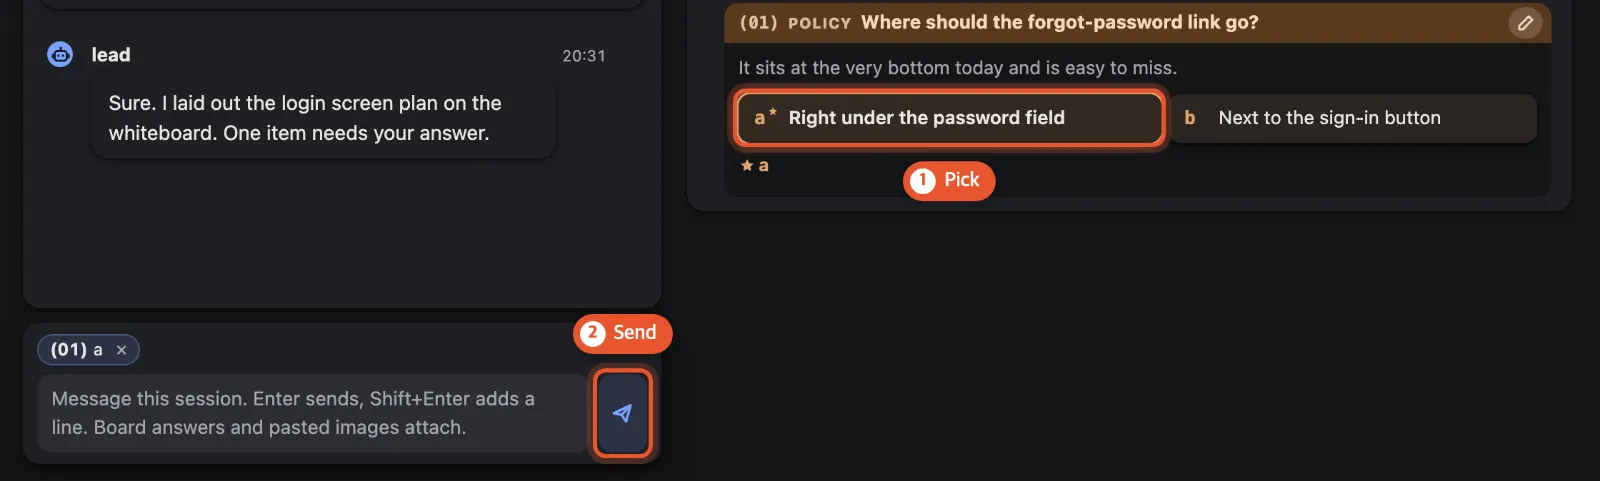 lead
20:31
Sure. I laid out the login screen plan on the
whiteboard. One item needs your answer.
(01) a ×
2 Send
Message this session. Enter sends, Shift+Enter adds a
line. Board answers and pasted images attach.
(01) POLICY Where should the forgot-password link go?
It sits at the very bottom today and is easy to miss.
a★ Right under the password field
b Next to the sign-in button
★ a
1 Pick